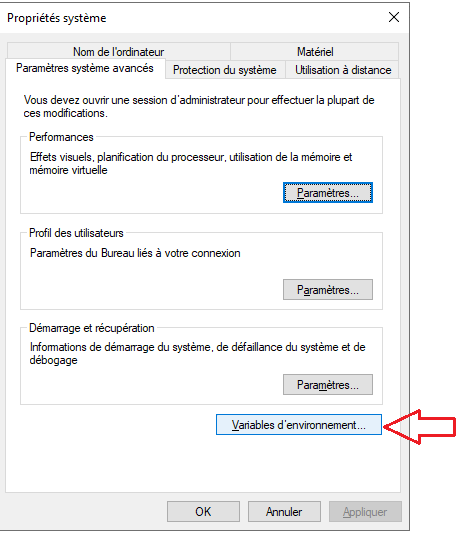 Propriétés système
Nom de l'ordinateur
Matériel
Paramètres système avancés
Protection du système
Utilisation à distance
Vous devez ouvrir une session d'administrateur pour effectuer la plupart de
ces modifications.
Performances
Effets visuels, planification du processeur, utilisation de la mémoire et
mémoire virtuelle
Paramètres...
Profil des utilisateurs
Paramètres du Bureau liés à votre connexion
Paramètres...
Démarrage et récupération
Informations de démarrage du système, de défaillance du système et de
débogage
Paramètres...
Variables d'environnement...
OK
Annuler
Appliquer